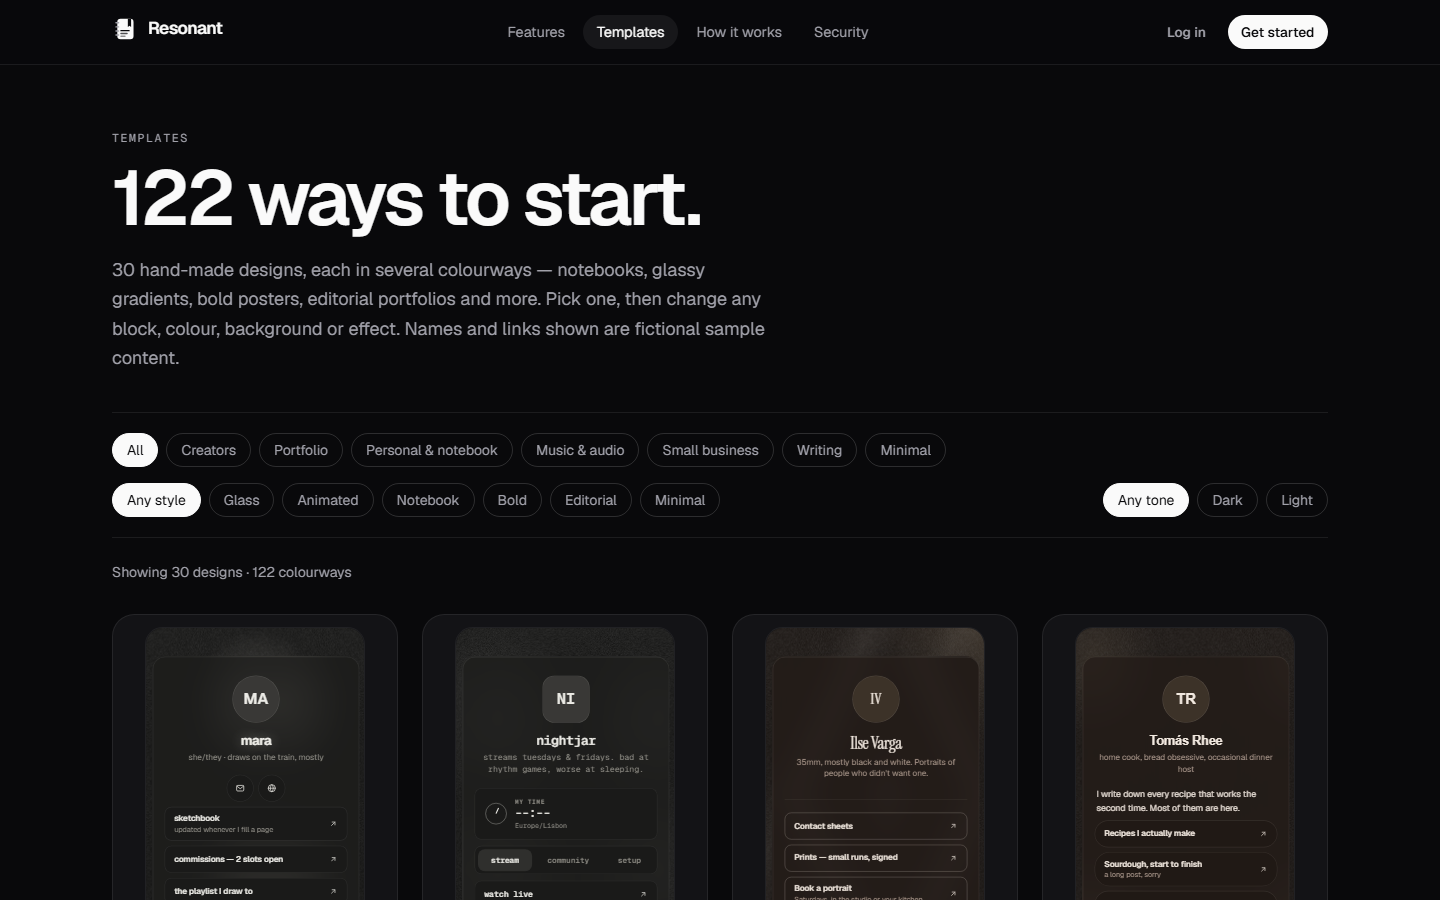 Resonant
Features
Templates
How it works
Security
Log in
Get started
TEMPLATES
122 ways to start.
30 hand-made designs, each in several colourways — notebooks, glassy
gradients, bold posters, editorial portfolios and more. Pick one, then change any
block, colour, background or effect. Names and links shown are fictional sample
content.
All
Creators
Portfolio
Personal & notebook
Music & audio
Small business
Writing
Minimal
Any style
Glass
Animated
Notebook
Bold
Editorial
Minimal
Any tone
Dark
Light
Showing 30 designs · 122 colourways
MA
mara
she/they · draws on the train, mostly
sketchbook
updated whenever I fill a page
commissions — 2 slots open
the playlist I draw to
NI
nightjar
streams tuesdays & fridays. bad at
rhythm games, worse at sleeping.
MY TIME
--:--
Europe/Lisbon
stream
community
setup
watch live
IV
Ilse Varga
35mm, mostly black and white. Portraits of
people who didn't want one.
Contact sheets
Prints — small runs, signed
Book a portrait
Saturdays, in the studio or your kitchen
TR
Tomás Rhee
home cook, bread obsessive, occasional dinner
host
I write down every recipe that works the
second time. Most of them are here.
Recipes I actually make
Sourdough, start to finish
a long post, sorry